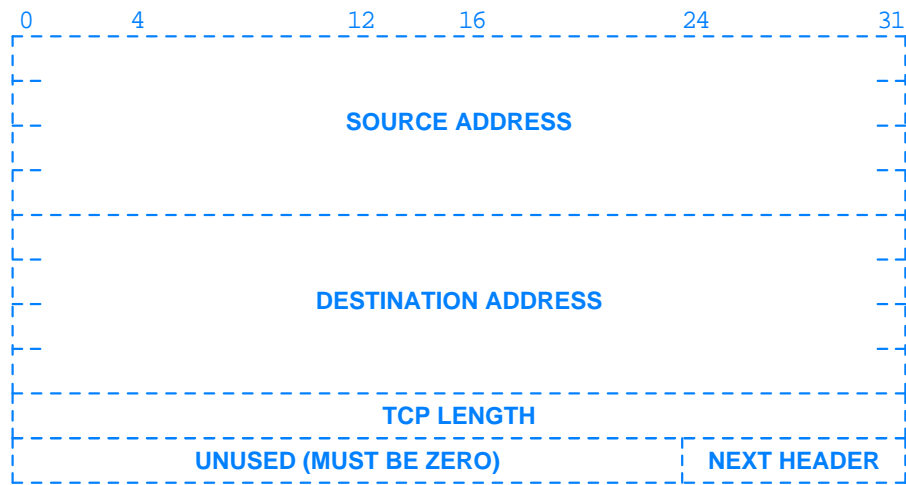 0 4 12 16 24 31
SOURCE ADDRESS
DESTINATION ADDRESS
TCP LENGTH
UNUSED (MUST BE ZERO) NEXT HEADER